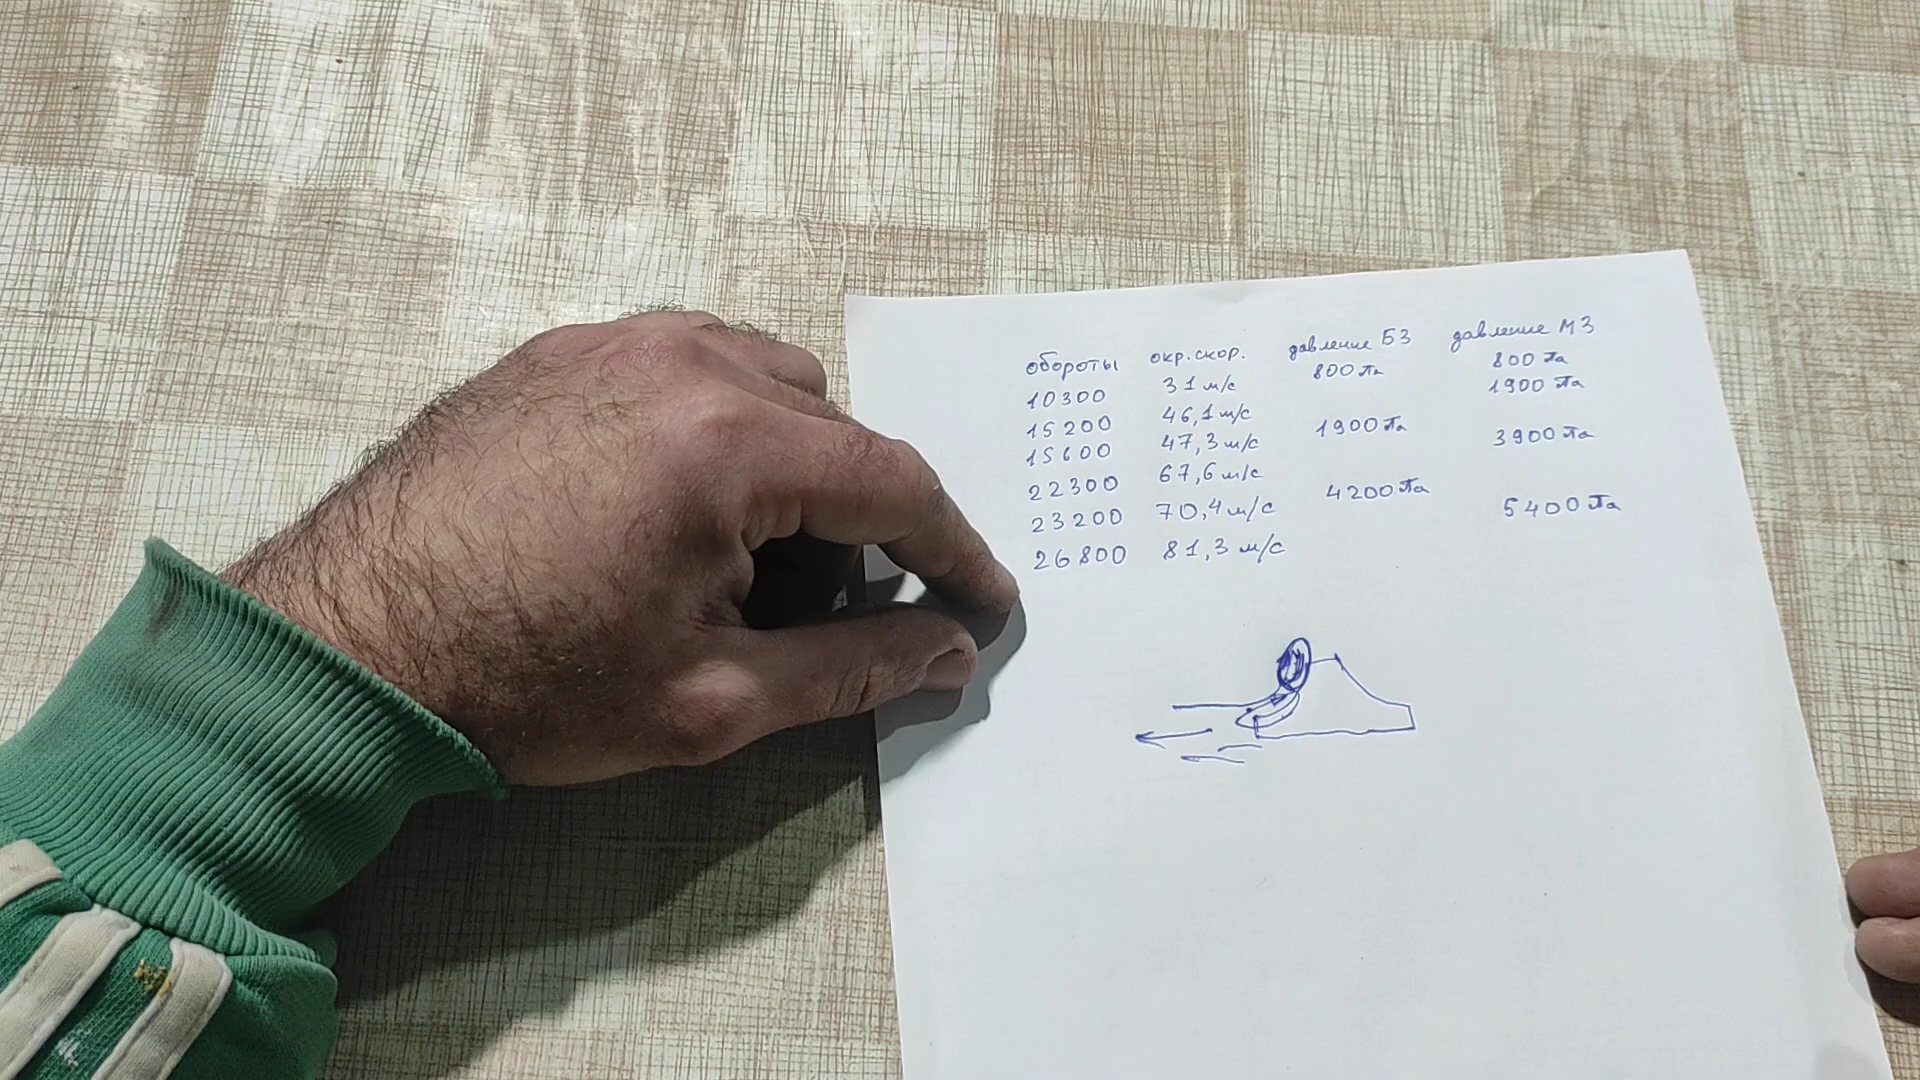 обороты окр.скор. давление БЗ давление МЗ
10300 31 м/с 800 Па 800 Па
15200 46,1 м/с 1900 Па
15600 47,3 м/с 1900 Па
22300 67,6 м/с 3900 Па
23200 70,4 м/с 4200 Па
26800 81,3 м/с 5400 Па